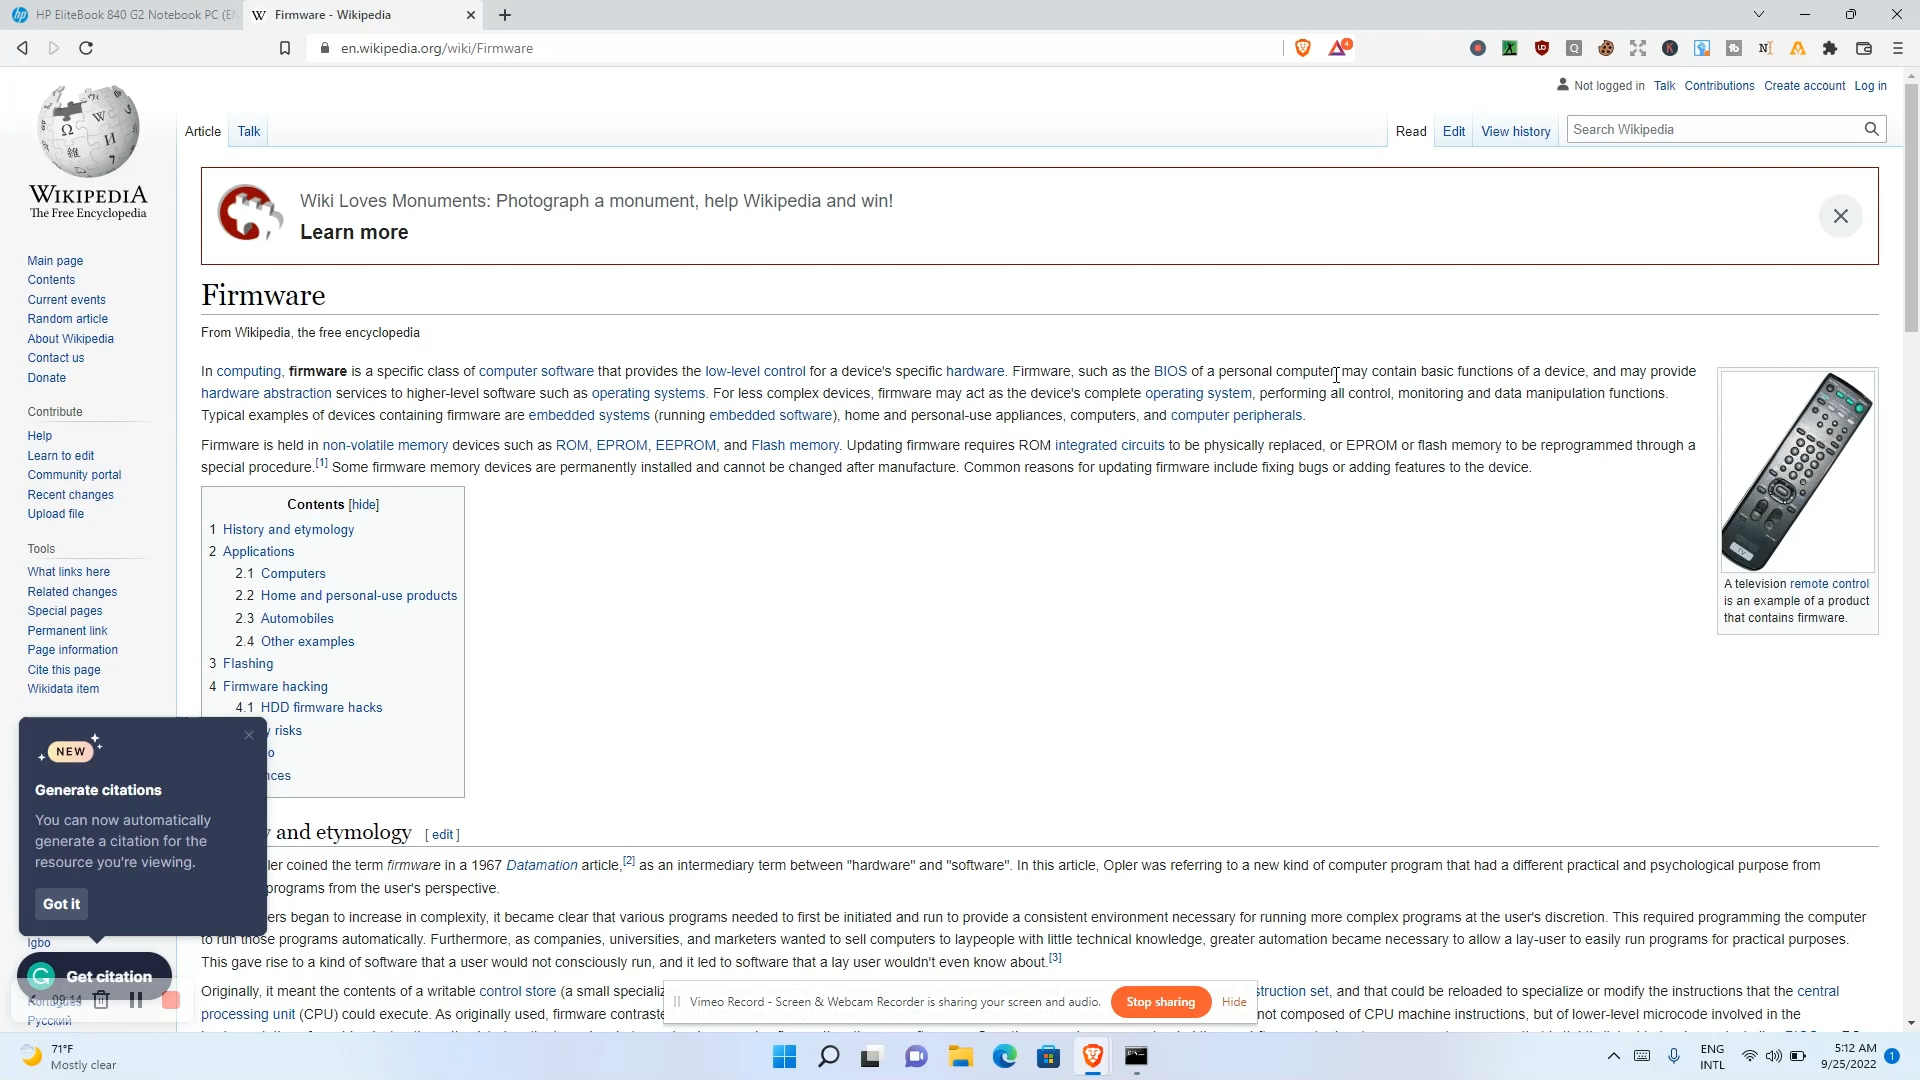 HP EliteBook 840 G2 Notebook PC (EN
Firmware - Wikipedia
en.wikipedia.org/wiki/Firmware
4
Not logged in Talk Contributions Create account Log in
Article Talk
Read Edit View history Search Wikipedia
WIKIPEDIA
The Free Encyclopedia
Wiki Loves Monuments: Photograph a monument, help Wikipedia and win!
Learn more
Main page
Contents
Current events
Random article
About Wikipedia
Contact us
Donate
Contribute
Help
Learn to edit
Community portal
Recent changes
Upload file
Tools
What links here
Related changes
Special pages
Permanent link
Page information
Cite this page
Wikidata item
Firmware
From Wikipedia, the free encyclopedia
In computing, firmware is a specific class of computer software that provides the low-level control for a device's specific hardware. Firmware, such as the BIOS of a personal computer, may contain basic functions of a device, and may provide
hardware abstraction services to higher-level software such as operating systems. For less complex devices, firmware may act as the device's complete operating system, performing all control, monitoring and data manipulation functions.
Typical examples of devices containing firmware are embedded systems (running embedded software), home and personal-use appliances, computers, and computer peripherals.
Firmware is held in non-volatile memory devices such as ROM, EPROM, EEPROM, and Flash memory. Updating firmware requires ROM integrated circuits to be physically replaced, or EPROM or flash memory to be reprogrammed through a
special procedure.[1] Some firmware memory devices are permanently installed and cannot be changed after manufacture. Common reasons for updating firmware include fixing bugs or adding features to the device.
A television remote control
is an example of a product
that contains firmware.
Contents [hide]
1 History and etymology
2 Applications
2.1 Computers
2.2 Home and personal-use products
2.3 Automobiles
2.4 Other examples
3 Flashing
4 Firmware hacking
4.1 HDD firmware hacks
y risks
o
nces
NEW
Generate citations
You can now automatically
generate a citation for the
resource you're viewing.
Got it
Igbo
Get citation
09:14
Português
Русский
y and etymology [ edit ]
ler coined the term firmware in a 1967 Datamation article,[2] as an intermediary term between "hardware" and "software". In this article, Opler was referring to a new kind of computer program that had a different practical and psychological purpose from
programs from the user's perspective.
ers began to increase in complexity, it became clear that various programs needed to first be initiated and run to provide a consistent environment necessary for running more complex programs at the user's discretion. This required programming the computer
to run those programs automatically. Furthermore, as companies, universities, and marketers wanted to sell computers to laypeople with little technical knowledge, greater automation became necessary to allow a lay-user to easily run programs for practical purposes.
This gave rise to a kind of software that a user would not consciously run, and it led to software that a lay user wouldn't even know about.[3]
Originally, it meant the contents of a writable control store (a small specializ
struction set, and that could be reloaded to specialize or modify the instructions that the central
processing unit (CPU) could execute. As originally used, firmware contraste
not composed of CPU machine instructions, but of lower-level microcode involved in the
Vimeo Record - Screen & Webcam Recorder is sharing your screen and audio. Stop sharing Hide
71°F
Mostly clear
ENG
INTL
5:12 AM
9/25/2022
1